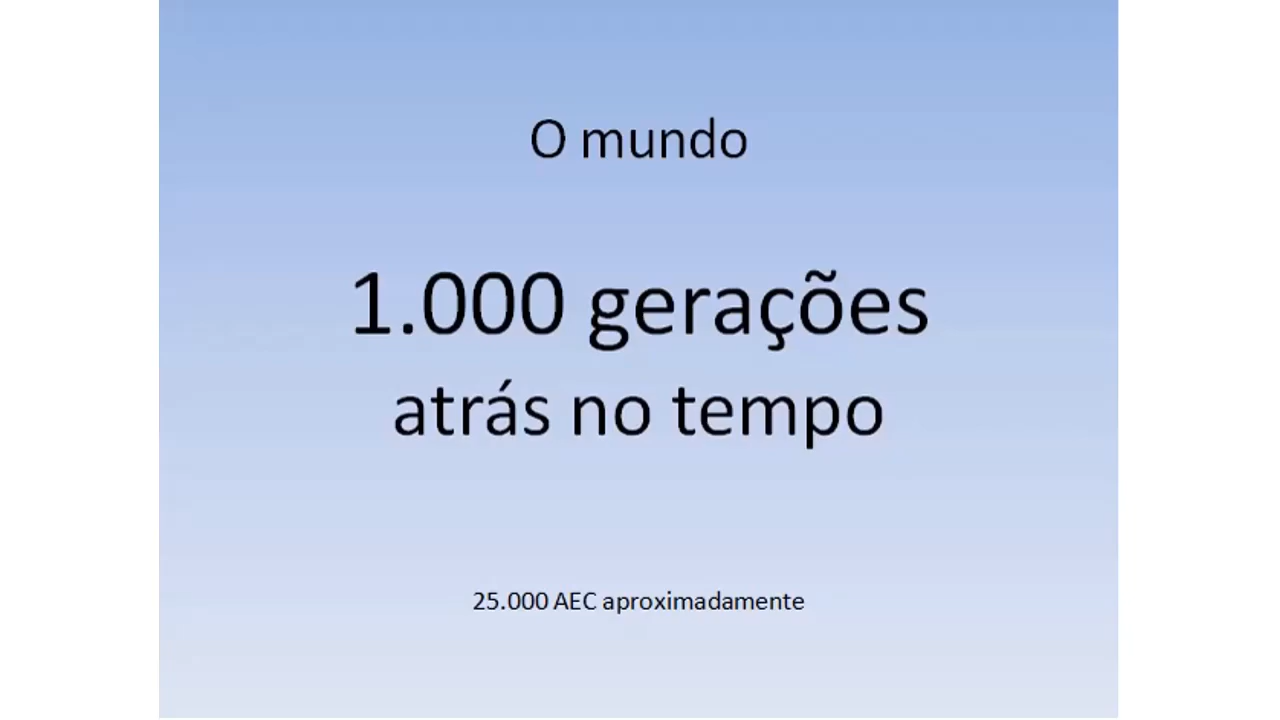 O mundo
1.000 gerações
atrás no tempo
25.000 AEC aproximadamente